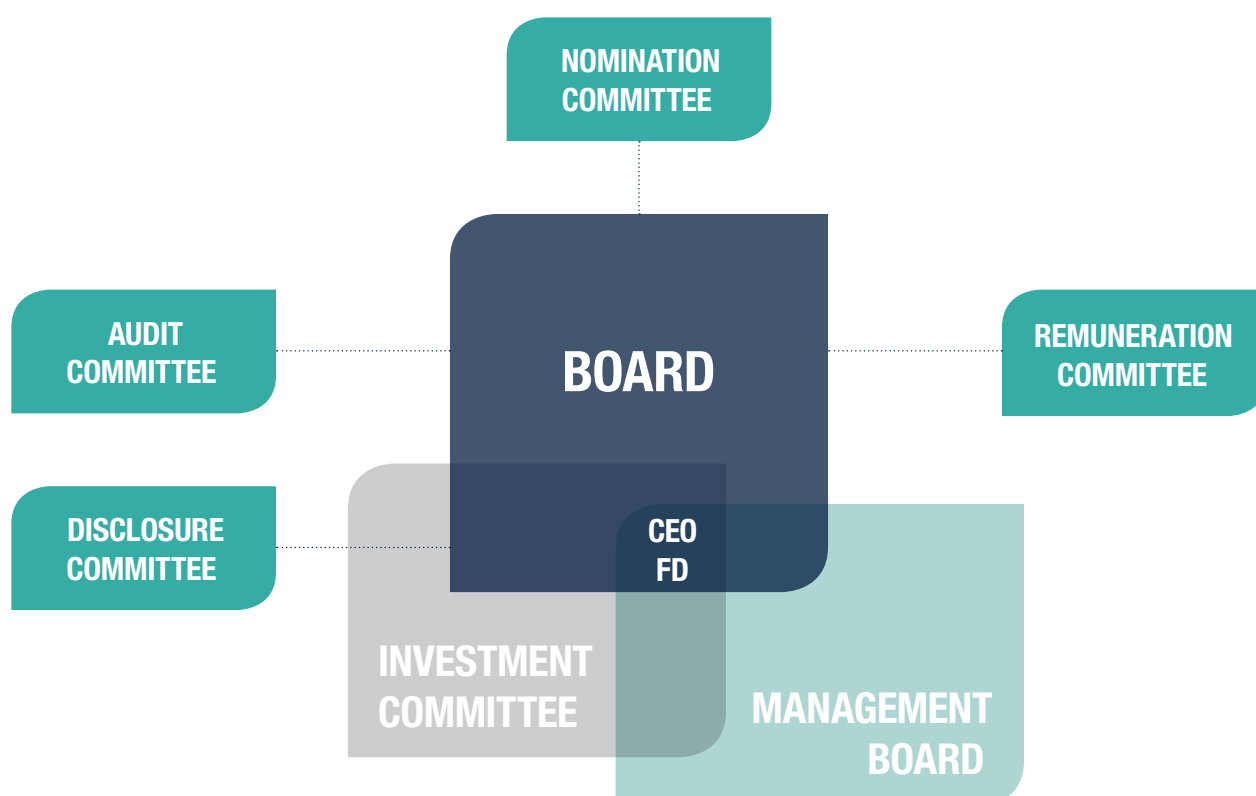 NOMINATION
COMMITTEE
AUDIT
COMMITTEE
BOARD
REMUNERATION
COMMITTEE
DISCLOSURE
COMMITTEE
CEO
FD
INVESTMENT
COMMITTEE
MANAGEMENT
BOARD